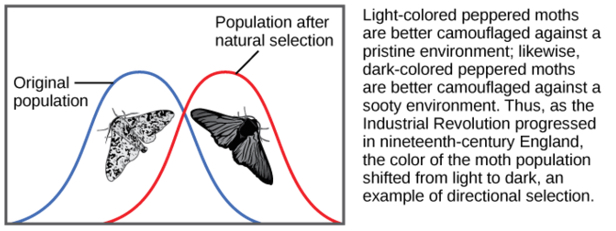 Population after
natural selection
Original
population
Light-colored peppered moths
are better camouflaged against a
pristine environment; likewise,
dark-colored peppered moths
are better camouflaged against a
sooty environment. Thus, as the
Industrial Revolution progressed
in nineteenth-century England,
the color of the moth population
shifted from light to dark, an
example of directional selection.